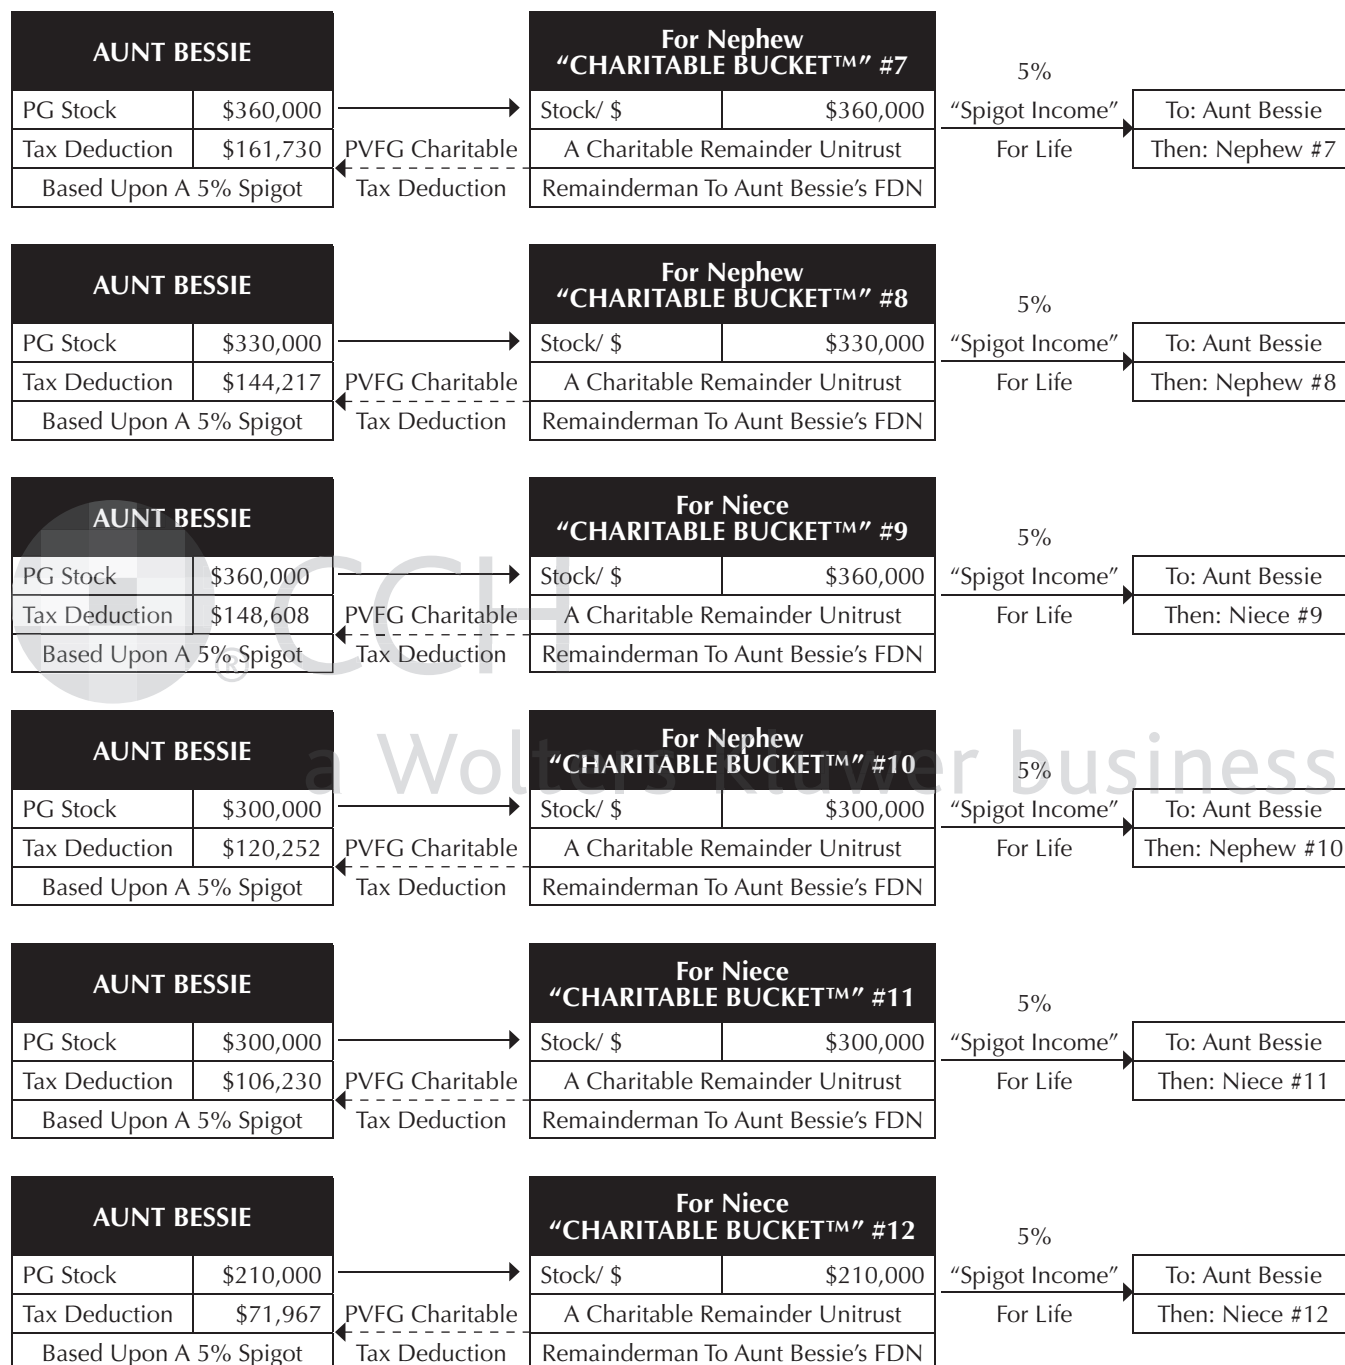 AUNT BESSIE
For Nephew
“CHARITABLE BUCKET™” #7
5%
PG Stock $360,000
Stock/ $ $360,000
“Spigot Income”
To: Aunt Bessie
Tax Deduction $161,730
PVFG Charitable
A Charitable Remainder Unitrust
For Life
Then: Nephew #7
Based Upon A 5% Spigot
Tax Deduction
Remainderman To Aunt Bessie’s FDN
AUNT BESSIE
For Nephew
“CHARITABLE BUCKET™” #8
5%
PG Stock $330,000
Stock/ $ $330,000
“Spigot Income”
To: Aunt Bessie
Tax Deduction $144,217
PVFG Charitable
A Charitable Remainder Unitrust
For Life
Then: Nephew #8
Based Upon A 5% Spigot
Tax Deduction
Remainderman To Aunt Bessie’s FDN
AUNT BESSIE
For Niece
“CHARITABLE BUCKET™” #9
5%
PG Stock $360,000
Stock/ $ $360,000
“Spigot Income”
To: Aunt Bessie
Tax Deduction $148,608
PVFG Charitable
A Charitable Remainder Unitrust
For Life
Then: Niece #9
Based Upon A 5% Spigot
Tax Deduction
Remainderman To Aunt Bessie’s FDN
® CCH
a Wolters Kluwer business
AUNT BESSIE
For Nephew
“CHARITABLE BUCKET™” #10
5%
PG Stock $300,000
Stock/ $ $300,000
“Spigot Income”
To: Aunt Bessie
Tax Deduction $120,252
PVFG Charitable
A Charitable Remainder Unitrust
For Life
Then: Nephew #10
Based Upon A 5% Spigot
Tax Deduction
Remainderman To Aunt Bessie’s FDN
AUNT BESSIE
For Niece
“CHARITABLE BUCKET™” #11
5%
PG Stock $300,000
Stock/ $ $300,000
“Spigot Income”
To: Aunt Bessie
Tax Deduction $106,230
PVFG Charitable
A Charitable Remainder Unitrust
For Life
Then: Niece #11
Based Upon A 5% Spigot
Tax Deduction
Remainderman To Aunt Bessie’s FDN
AUNT BESSIE
For Niece
“CHARITABLE BUCKET™” #12
5%
PG Stock $210,000
Stock/ $ $210,000
“Spigot Income”
To: Aunt Bessie
Tax Deduction $71,967
PVFG Charitable
A Charitable Remainder Unitrust
For Life
Then: Niece #12
Based Upon A 5% Spigot
Tax Deduction
Remainderman To Aunt Bessie’s FDN